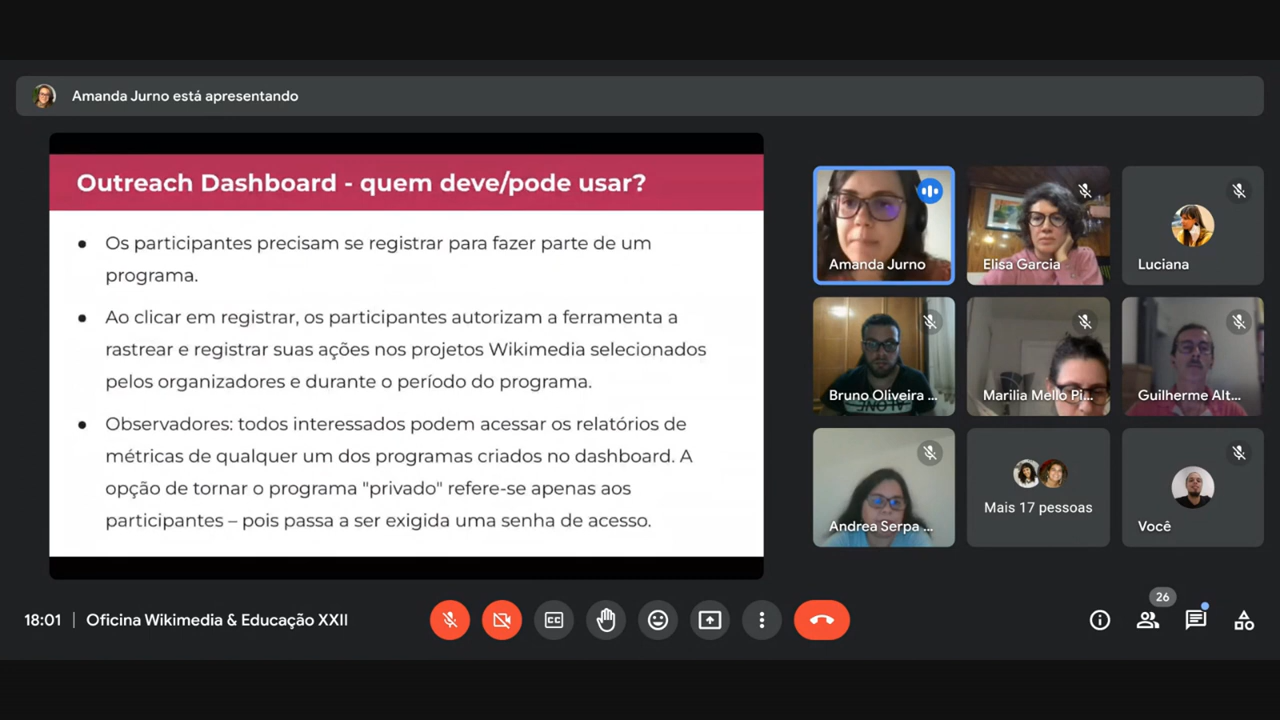 Amanda Jurno está apresentando
Outreach Dashboard - quem deve/pode usar?
● Os participantes precisam se registrar para fazer parte de um
programa.
● Ao clicar em registrar, os participantes autorizam a ferramenta a
rastrear e registrar suas ações nos projetos Wikimedia selecionados
pelos organizadores e durante o período do programa.
● Observadores: todos interessados podem acessar os relatórios de
métricas de qualquer um dos programas criados no dashboard. A
opção de tornar o programa "privado" refere-se apenas aos
participantes – pois passa a ser exigida uma senha de acesso.
Amanda Jurno
Elisa Garcia
Luciana
Bruno Oliveira ...
Marilia Mello Pi...
Guilherme Alt...
Andrea Serpa ...
Mais 17 pessoas
Você
18:01 | Oficina Wikimedia & Educação XXII
CC
26